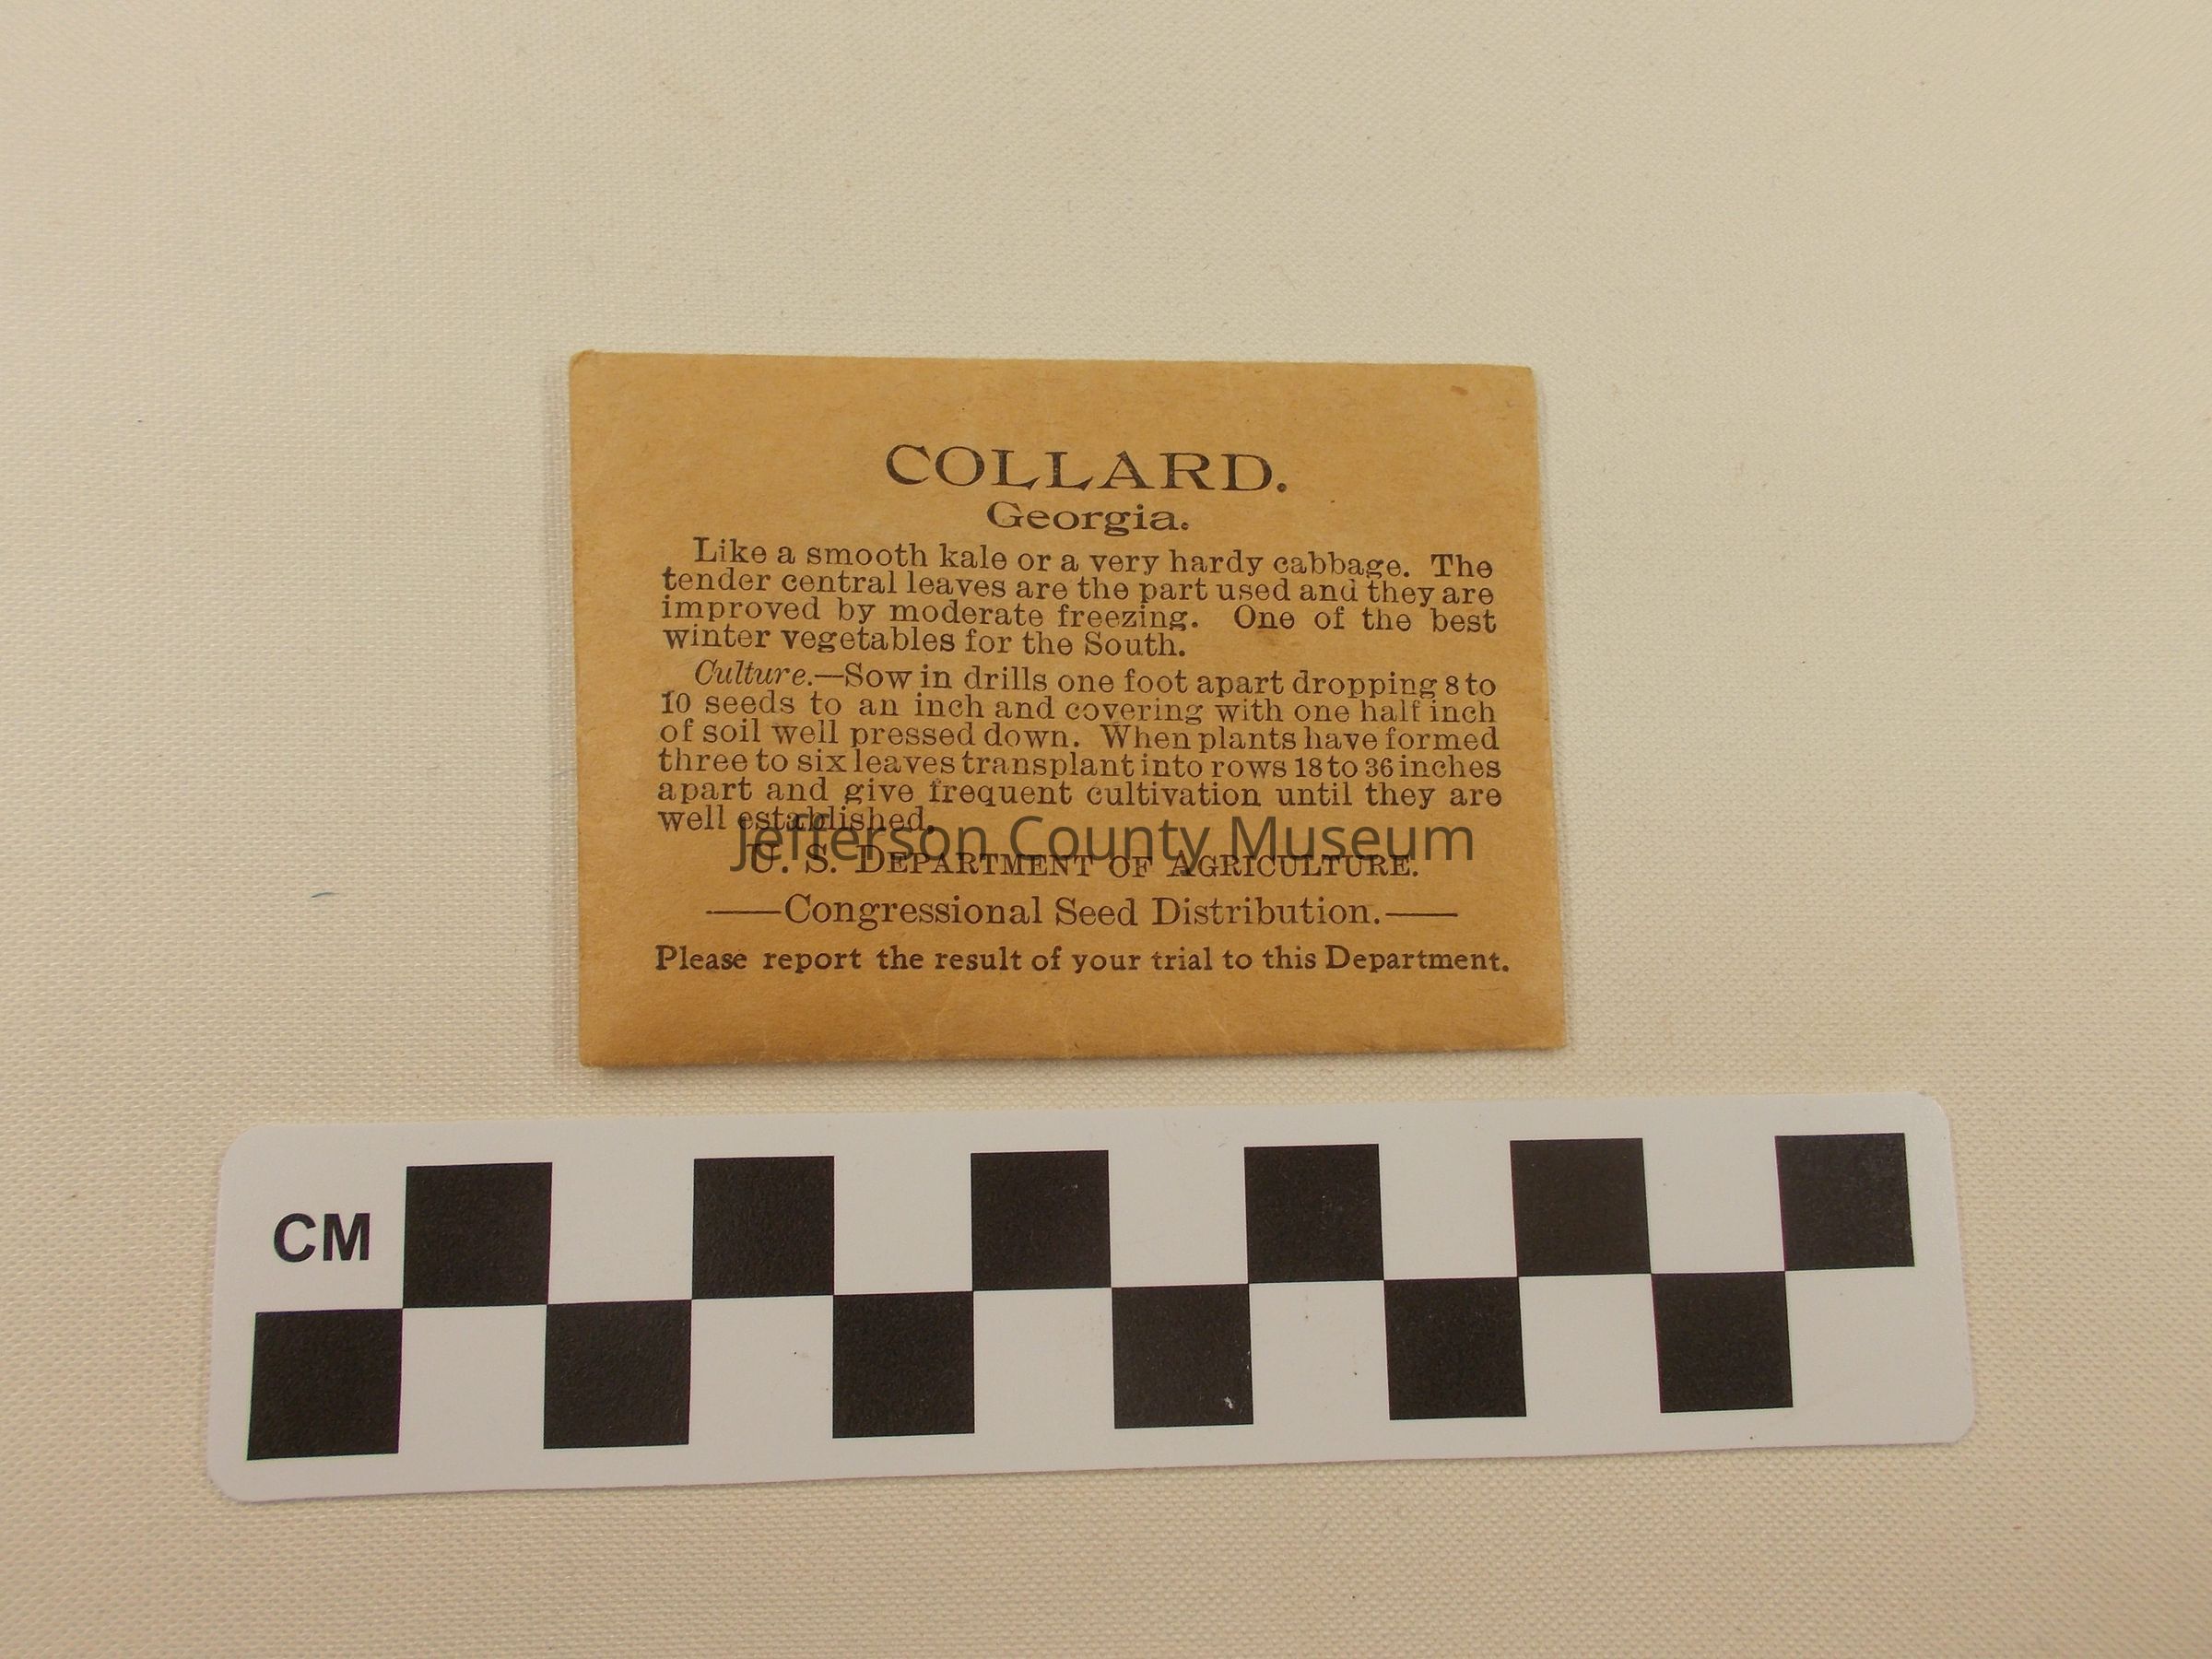 COLLARD.
Georgia.
Like a smooth kale or a very hardy cabbage. The
tender central leaves are the part used and they are
improved by moderate freezing. One of the best
winter vegetables for the South.
Culture.—Sow in drills one foot apart dropping 8 to
10 seeds to an inch and covering with one half inch
of soil well pressed down. When plants have formed
three to six leaves transplant into rows 18 to 36 inches
apart and give frequent cultivation until they are
well established.
Jefferson County Museum
U. S. DEPARTMENT OF AGRICULTURE.
——Congressional Seed Distribution.——
Please report the result of your trial to this Department.
CM